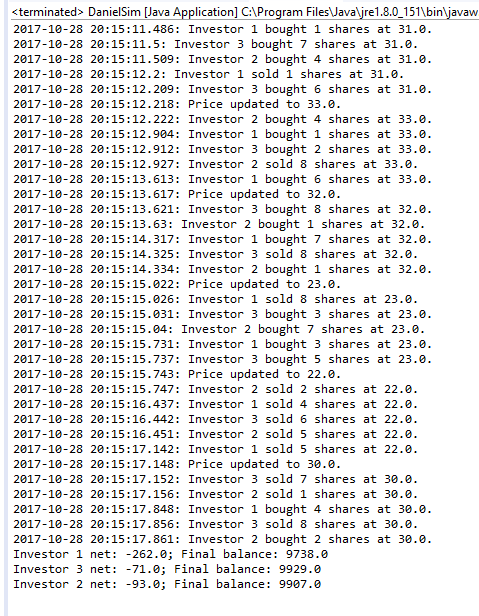 <terminated> DanielSim [Java Application] C:\Program Files\Java\jre1.8.0_151\bin\javaw
2017-10-28 20:15:11.486: Investor 1 bought 1 shares at 31.0.
2017-10-28 20:15:11.5: Investor 3 bought 7 shares at 31.0.
2017-10-28 20:15:11.509: Investor 2 bought 4 shares at 31.0.
2017-10-28 20:15:12.2: Investor 1 sold 1 shares at 31.0.
2017-10-28 20:15:12.209: Investor 3 bought 6 shares at 31.0.
2017-10-28 20:15:12.218: Price updated to 33.0.
2017-10-28 20:15:12.222: Investor 2 bought 4 shares at 33.0.
2017-10-28 20:15:12.904: Investor 1 bought 1 shares at 33.0.
2017-10-28 20:15:12.912: Investor 3 bought 2 shares at 33.0.
2017-10-28 20:15:12.927: Investor 2 sold 8 shares at 33.0.
2017-10-28 20:15:13.613: Investor 1 bought 6 shares at 33.0.
2017-10-28 20:15:13.617: Price updated to 32.0.
2017-10-28 20:15:13.621: Investor 3 bought 8 shares at 32.0.
2017-10-28 20:15:13.63: Investor 2 bought 1 shares at 32.0.
2017-10-28 20:15:14.317: Investor 1 bought 7 shares at 32.0.
2017-10-28 20:15:14.325: Investor 3 sold 8 shares at 32.0.
2017-10-28 20:15:14.334: Investor 2 bought 1 shares at 32.0.
2017-10-28 20:15:15.022: Price updated to 23.0.
2017-10-28 20:15:15.026: Investor 1 sold 8 shares at 23.0.
2017-10-28 20:15:15.031: Investor 3 bought 3 shares at 23.0.
2017-10-28 20:15:15.04: Investor 2 bought 7 shares at 23.0.
2017-10-28 20:15:15.731: Investor 1 bought 3 shares at 23.0.
2017-10-28 20:15:15.737: Investor 3 bought 5 shares at 23.0.
2017-10-28 20:15:15.743: Price updated to 22.0.
2017-10-28 20:15:15.747: Investor 2 sold 2 shares at 22.0.
2017-10-28 20:15:16.437: Investor 1 sold 4 shares at 22.0.
2017-10-28 20:15:16.442: Investor 3 sold 6 shares at 22.0.
2017-10-28 20:15:16.451: Investor 2 sold 5 shares at 22.0.
2017-10-28 20:15:17.142: Investor 1 sold 5 shares at 22.0.
2017-10-28 20:15:17.148: Price updated to 30.0.
2017-10-28 20:15:17.152: Investor 3 sold 7 shares at 30.0.
2017-10-28 20:15:17.156: Investor 2 sold 1 shares at 30.0.
2017-10-28 20:15:17.848: Investor 1 bought 4 shares at 30.0.
2017-10-28 20:15:17.856: Investor 3 sold 8 shares at 30.0.
2017-10-28 20:15:17.861: Investor 2 bought 2 shares at 30.0.
Investor 1 net: -262.0; Final balance: 9738.0
Investor 3 net: -71.0; Final balance: 9929.0
Investor 2 net: -93.0; Final balance: 9907.0